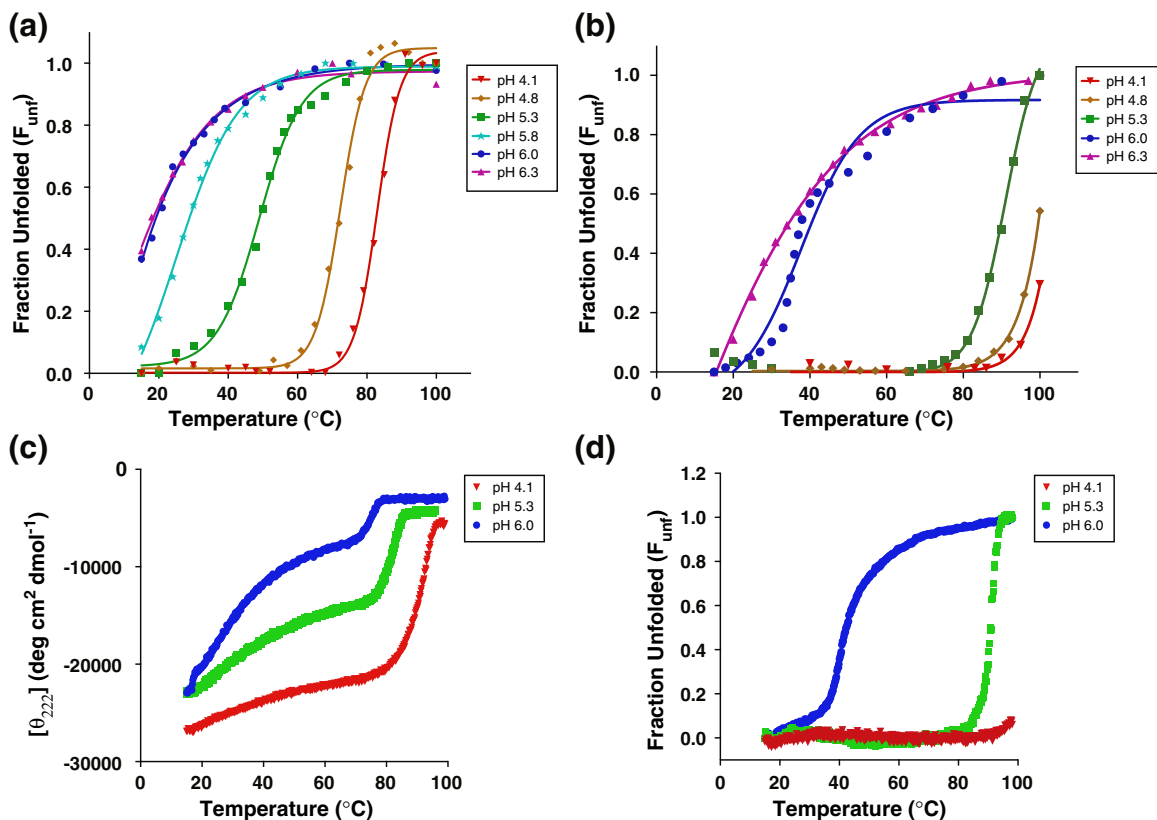 (a)
Fraction Unfolded (F_unf)
1.0
0.8
0.6
0.4
0.2
0.0
0
20
40
60
80
100
Temperature (°C)
pH 4.1
pH 4.8
pH 5.3
pH 5.8
pH 6.0
pH 6.3
(b)
Fraction Unfolded (F_unf)
1.0
0.8
0.6
0.4
0.2
0.0
0
20
40
60
80
100
Temperature (°C)
pH 4.1
pH 4.8
pH 5.3
pH 6.0
pH 6.3
(c)
[θ_222] (deg cm² dmol⁻¹)
0
-10000
-20000
-30000
0
20
40
60
80
100
Temperature (°C)
pH 4.1
pH 5.3
pH 6.0
(d)
Fraction Unfolded (F_unf)
1.2
1.0
0.8
0.6
0.4
0.2
0.0
0
20
40
60
80
100
Temperature (°C)
pH 4.1
pH 5.3
pH 6.0